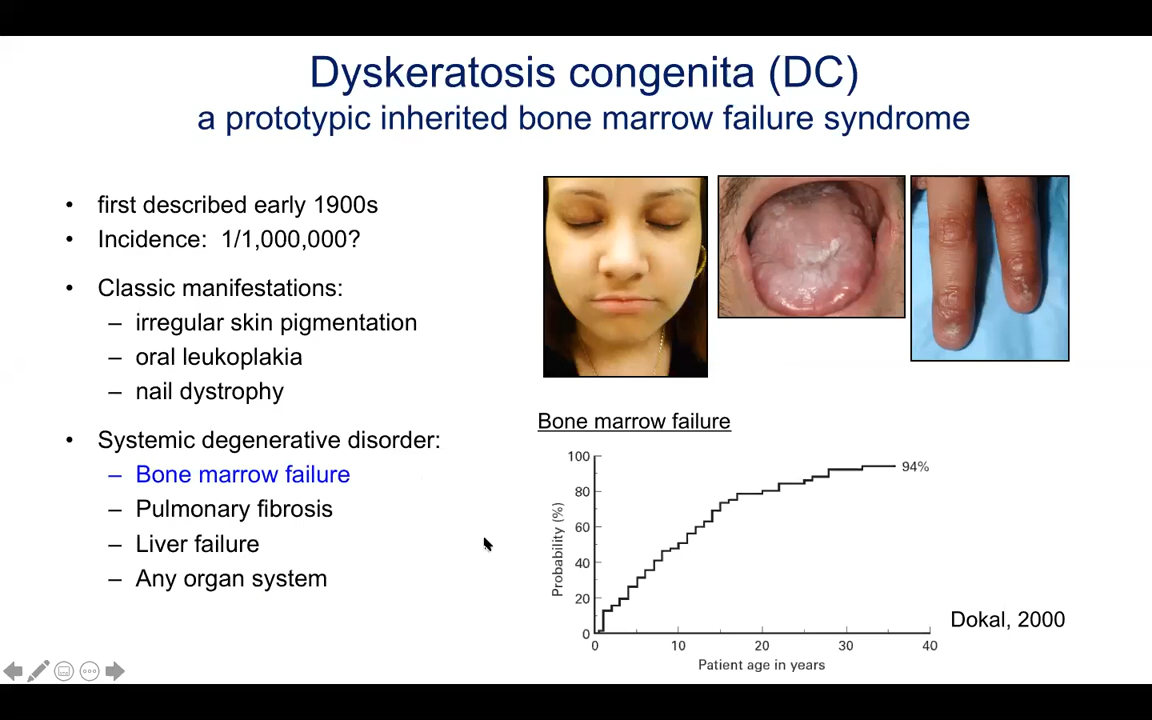 Dyskeratosis congenita (DC)
a prototypic inherited bone marrow failure syndrome
• first described early 1900s
• Incidence: 1/1,000,000?
• Classic manifestations:
– irregular skin pigmentation
– oral leukoplakia
– nail dystrophy
• Systemic degenerative disorder:
– Bone marrow failure
– Pulmonary fibrosis
– Liver failure
– Any organ system
Bone marrow failure
Probability (%)
100
80
60
40
20
0
94%
0 10 20 30 40
Patient age in years
Dokal, 2000